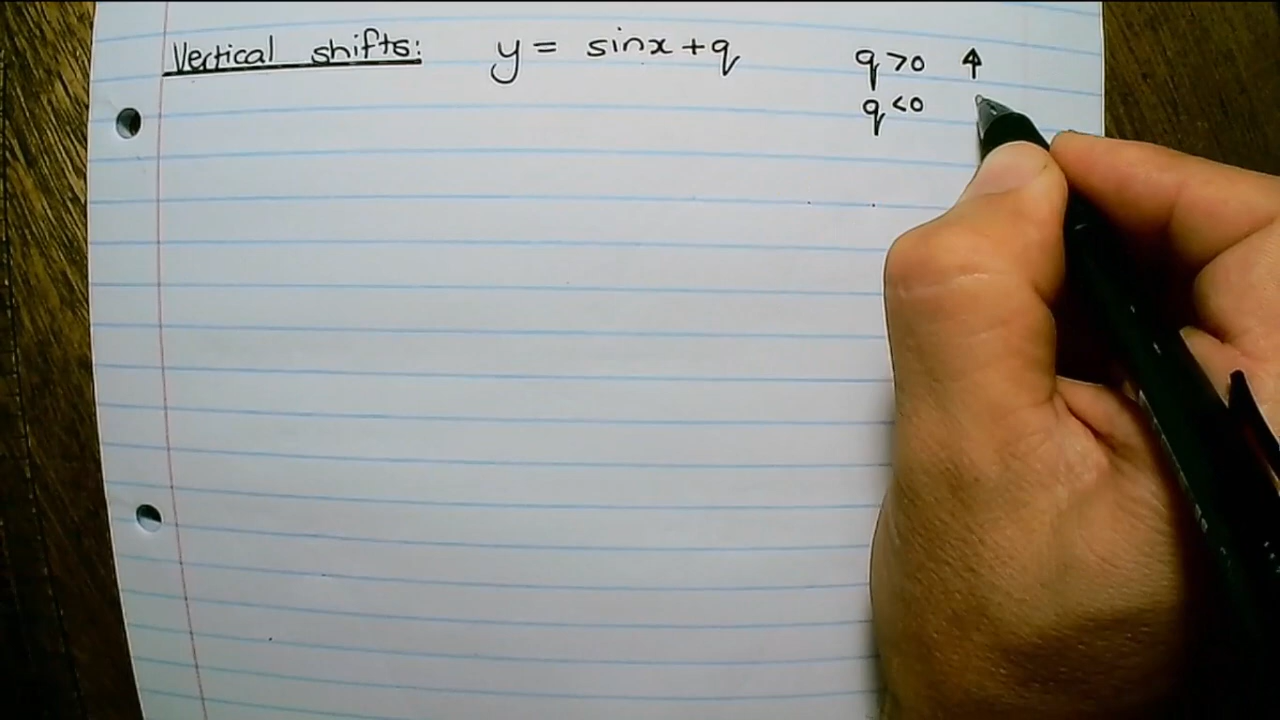 Vertical shifts: y = sinx + q q > 0 ↑
q < 0